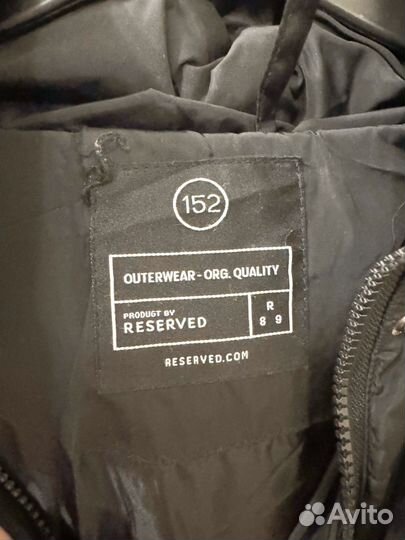 152
OUTERWEAR - ORG. QUALITY
PRODUCT BY
RESERVED
R
8 9
RESERVED.COM
Avito